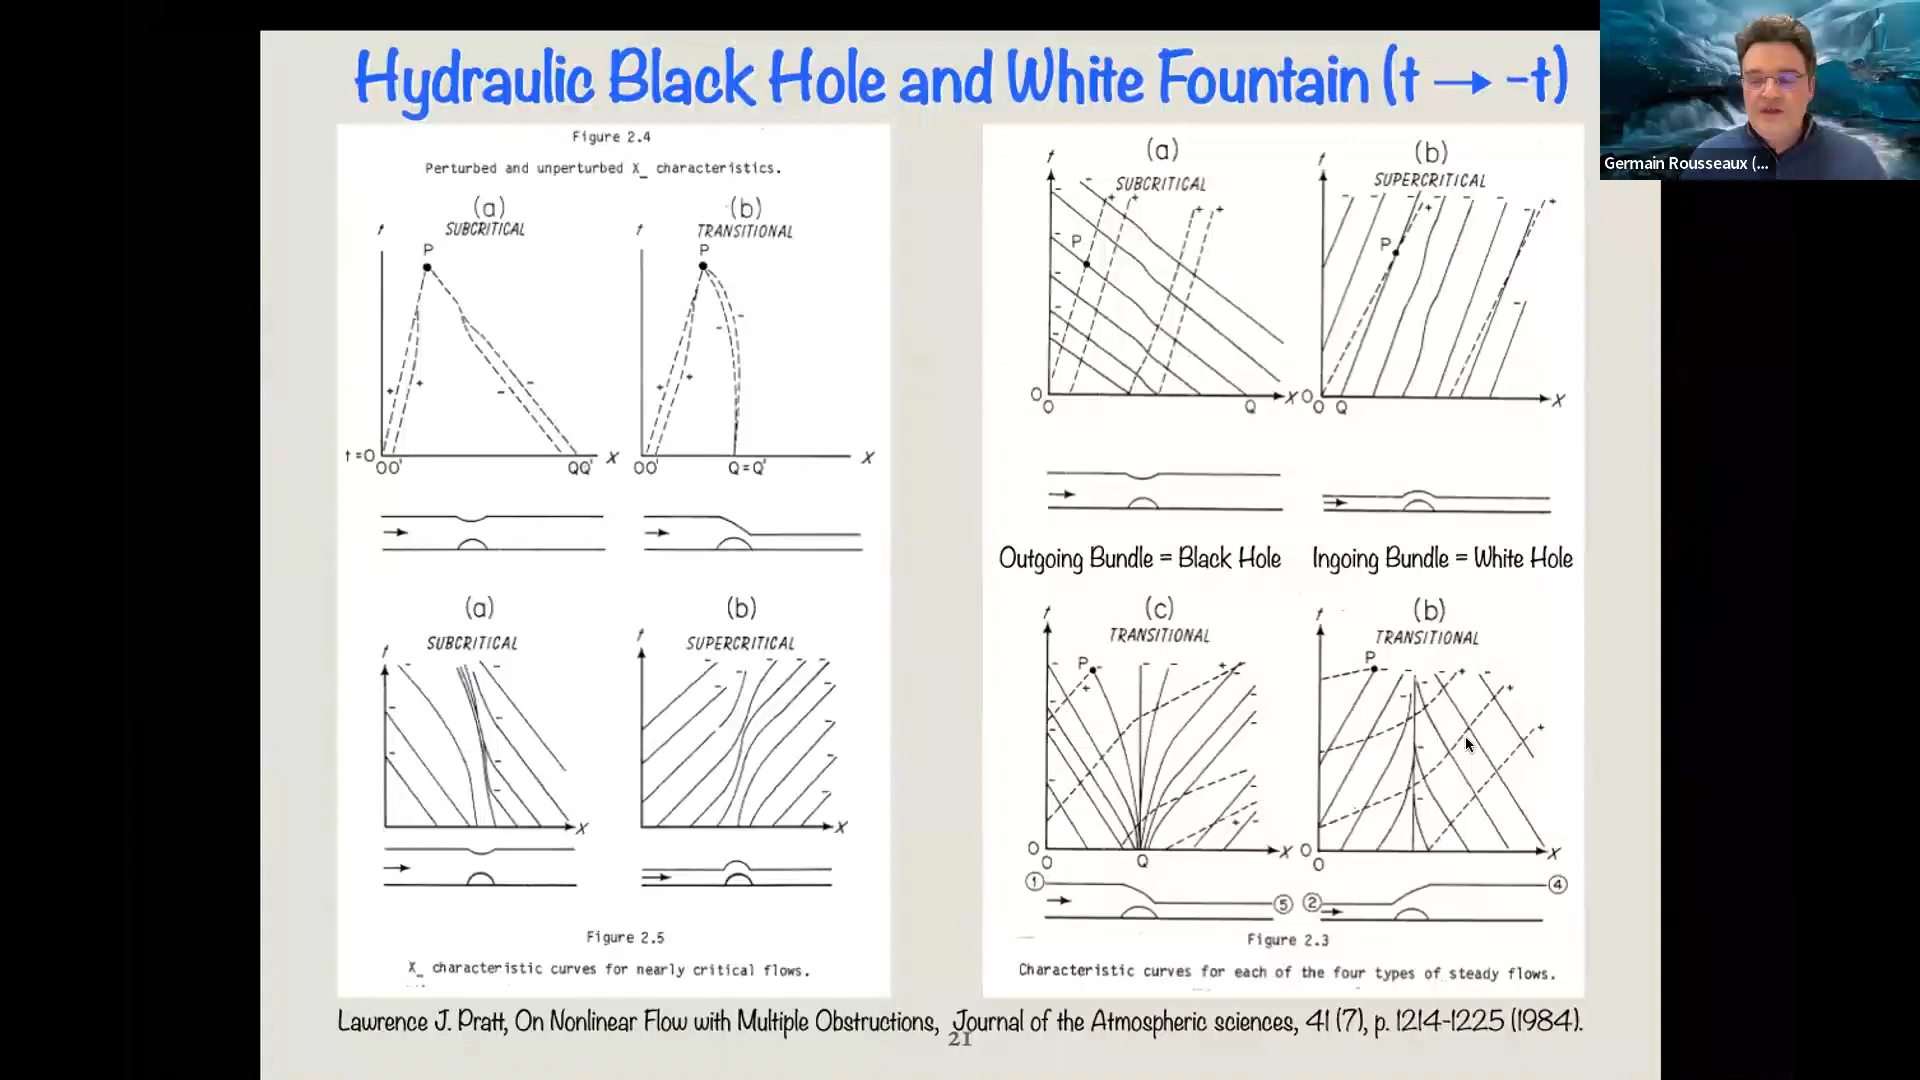 Hydraulic Black Hole and White Fountain (t → -t)
Germain Rousseaux (...
Figure 2.4
Perturbed and unperturbed X_ characteristics.
(a)
SUBCRITICAL
(b)
TRANSITIONAL
t
P
t
P
+
+
-
-
+
+
-
-
t=0
OO'
QQ'
X
OO'
Q=Q'
X
(a)
SUBCRITICAL
(b)
SUPERCRITICAL
t
X
t
X
Figure 2.5
X_ characteristic curves for nearly critical flows.
(a)
SUBCRITICAL
(b)
SUPERCRITICAL
t
P
O
O
Q
X
t
P
O
O
Q
X
Outgoing Bundle = Black Hole
Ingoing Bundle = White Hole
(c)
TRANSITIONAL
(b)
TRANSITIONAL
t
P
O
O
Q
X
t
P
O
O
X
1
5
2
4
Figure 2.3
Characteristic curves for each of the four types of steady flows.
Lawrence J. Pratt, On Nonlinear Flow with Multiple Obstructions, Journal of the Atmospheric sciences, 41 (7), p. 1214-1225 (1984).
21